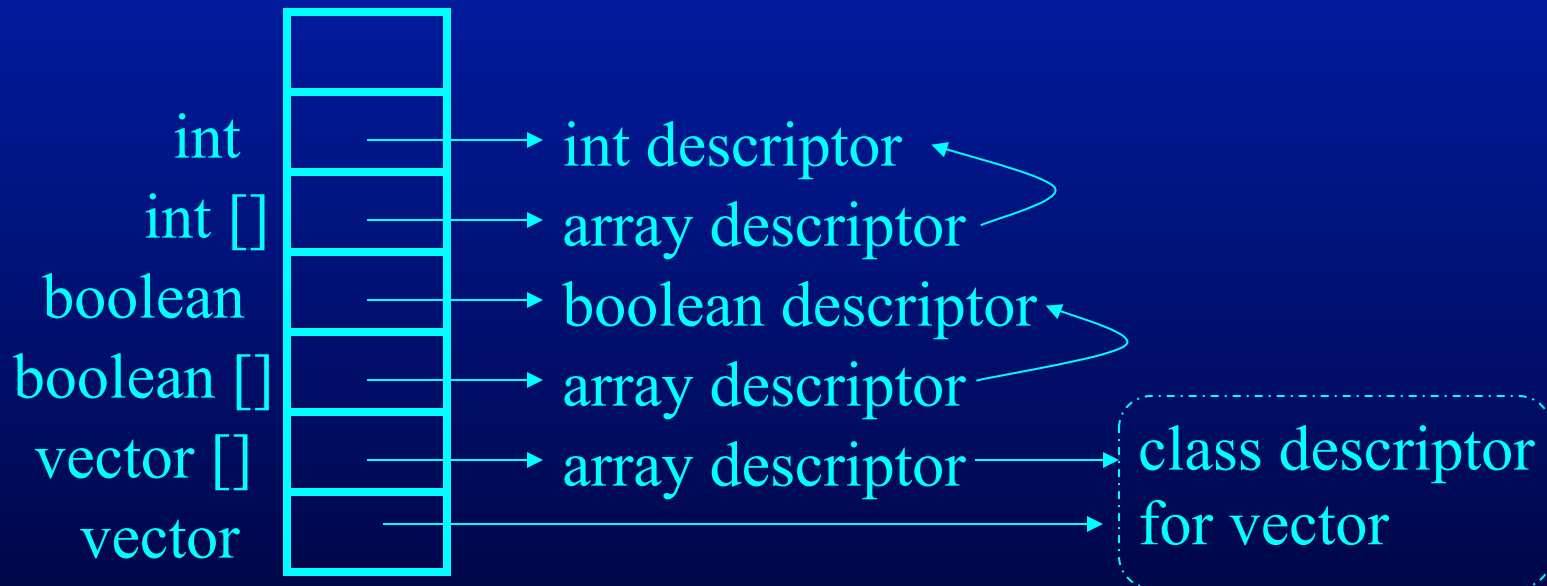 int
int descriptor
int []
array descriptor
boolean
boolean descriptor
boolean []
array descriptor
vector []
array descriptor
class descriptor
for vector
vector